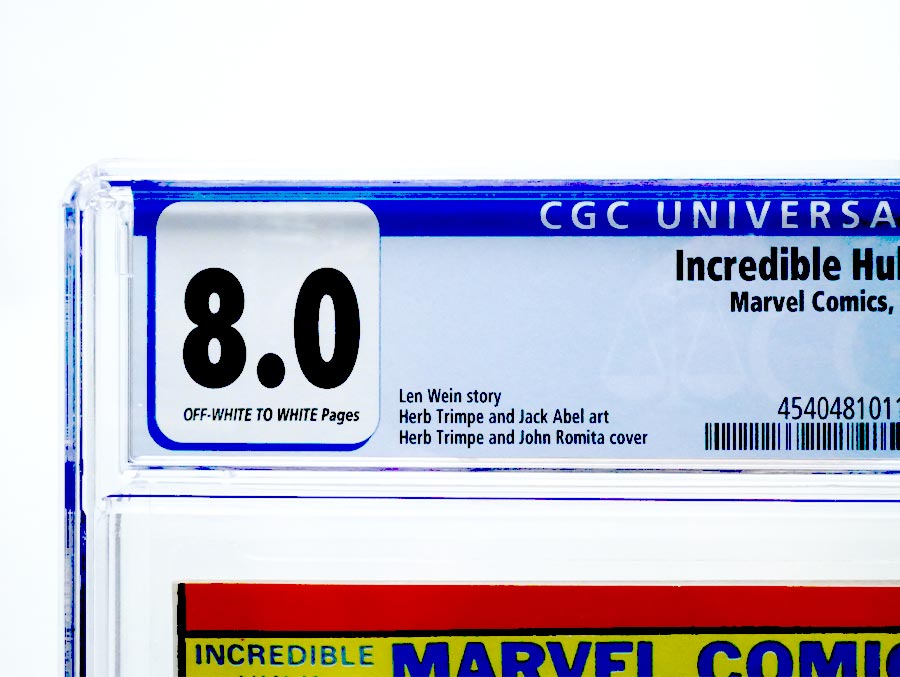 CGC UNIVERSA
8.0
OFF-WHITE TO WHITE Pages
Incredible Hul
Marvel Comics,
Len Wein story
Herb Trimpe and Jack Abel art
Herb Trimpe and John Romita cover
454048101
INCREDIBLE
MARVEL COMIC